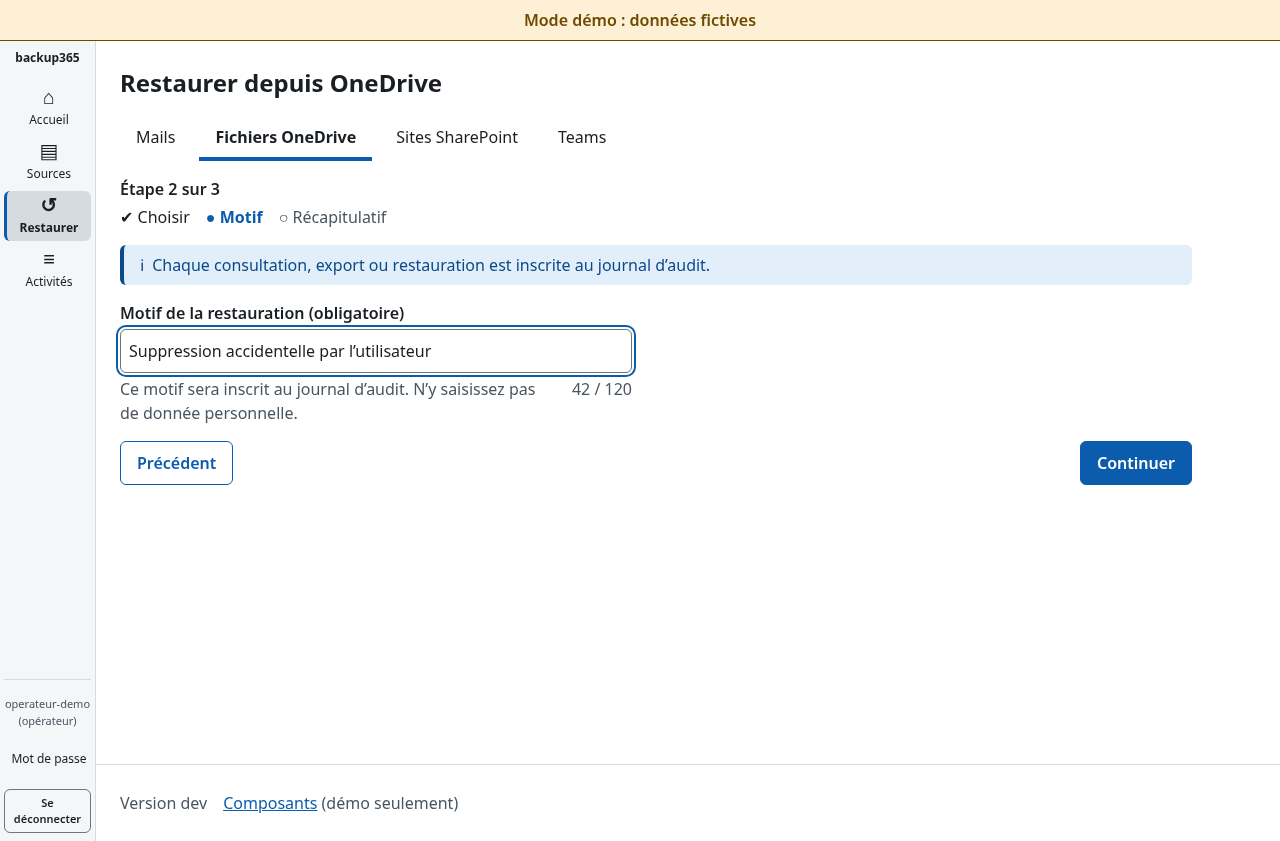 Mode démo : données fictives
backup365
Accueil
Sources
Restaurer
Activités
operateur-demo
(opérateur)
Mot de passe
Se
déconnecter
Restaurer depuis OneDrive
Mails
Fichiers OneDrive
Sites SharePoint
Teams
Étape 2 sur 3
✔ Choisir
● Motif
○ Récapitulatif
i Chaque consultation, export ou restauration est inscrite au journal d’audit.
Motif de la restauration (obligatoire)
Suppression accidentelle par l’utilisateur
Ce motif sera inscrit au journal d’audit. N’y saisissez pas
de donnée personnelle.
42 / 120
Précédent
Continuer
Version dev
Composants (démo seulement)